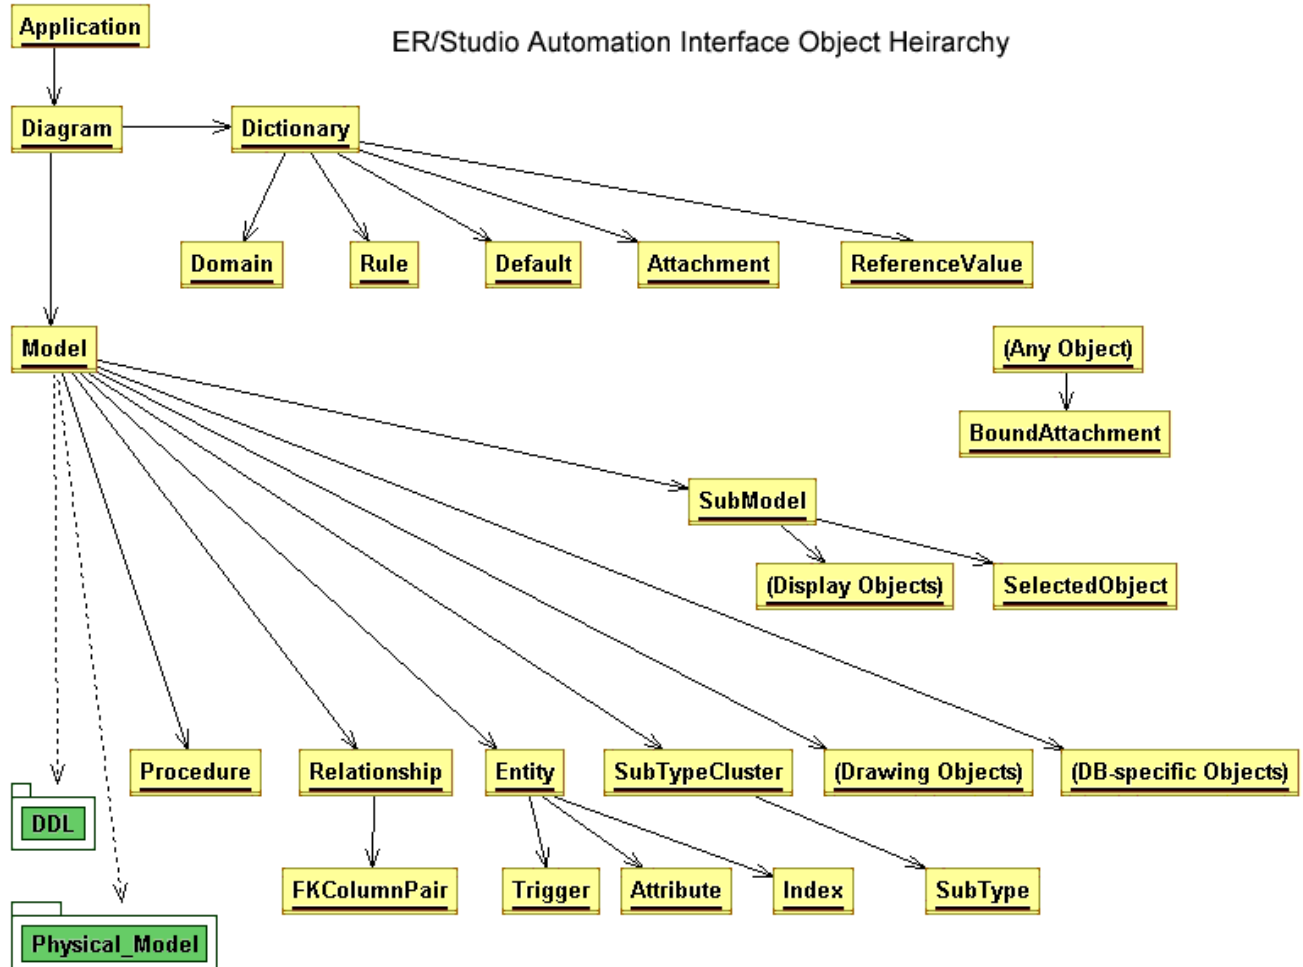 Application
ER/Studio Automation Interface Object Heirarchy
Diagram
Dictionary
Domain
Rule
Default
Attachment
ReferenceValue
Model
(Any Object)
BoundAttachment
SubModel
(Display Objects)
SelectedObject
Procedure
Relationship
Entity
SubTypeCluster
(Drawing Objects)
(DB-specific Objects)
DDL
FKColumnPair
Trigger
Attribute
Index
SubType
Physical_Model